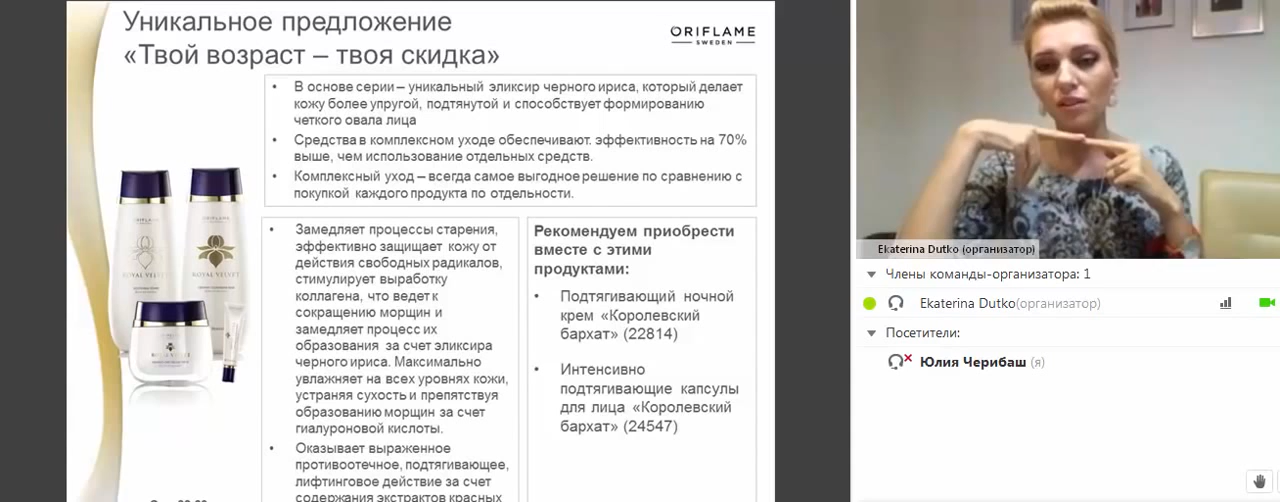 Уникальное предложение
«Твой возраст – твоя скидка»
ORIFLAME
SWEDEN
• В основе серии – уникальный эликсир черного ириса, который делает
кожу более упругой, подтянутой и способствует формированию
четкого овала лица
• Средства в комплексном уходе обеспечивают. эффективность на 70%
выше, чем использование отдельных средств.
• Комплексный уход – всегда самое выгодное решение по сравнению с
покупкой каждого продукта по отдельности.
ORIFLAME
ROYAL VELVET
ROYAL VELVET
ROYAL VELVET
• Замедляет процессы старения,
эффективно защищает кожу от
действия свободных радикалов,
стимулирует выработку
коллагена, что ведет к
сокращению морщин и
замедляет процесс их
образования за счет эликсира
черного ириса. Максимально
увлажняет на всех уровнях кожи,
устраняя сухость и препятствуя
образованию морщин за счет
гиалуроновой кислоты.
• Оказывает выраженное
противоотечное, подтягивающее,
лифтинговое действие за счет
содержания экстрактов красных
Рекомендуем приобрести
вместе с этими
продуктами:
• Подтягивающий ночной
крем «Королевский
бархат» (22814)
• Интенсивно
подтягивающие капсулы
для лица «Королевский
бархат» (24547)
Ekaterina Dutko (организатор)
Члены команды-организатора: 1
Ekaterina Dutko(организатор)
Посетители:
Юлия Черибаш (я)